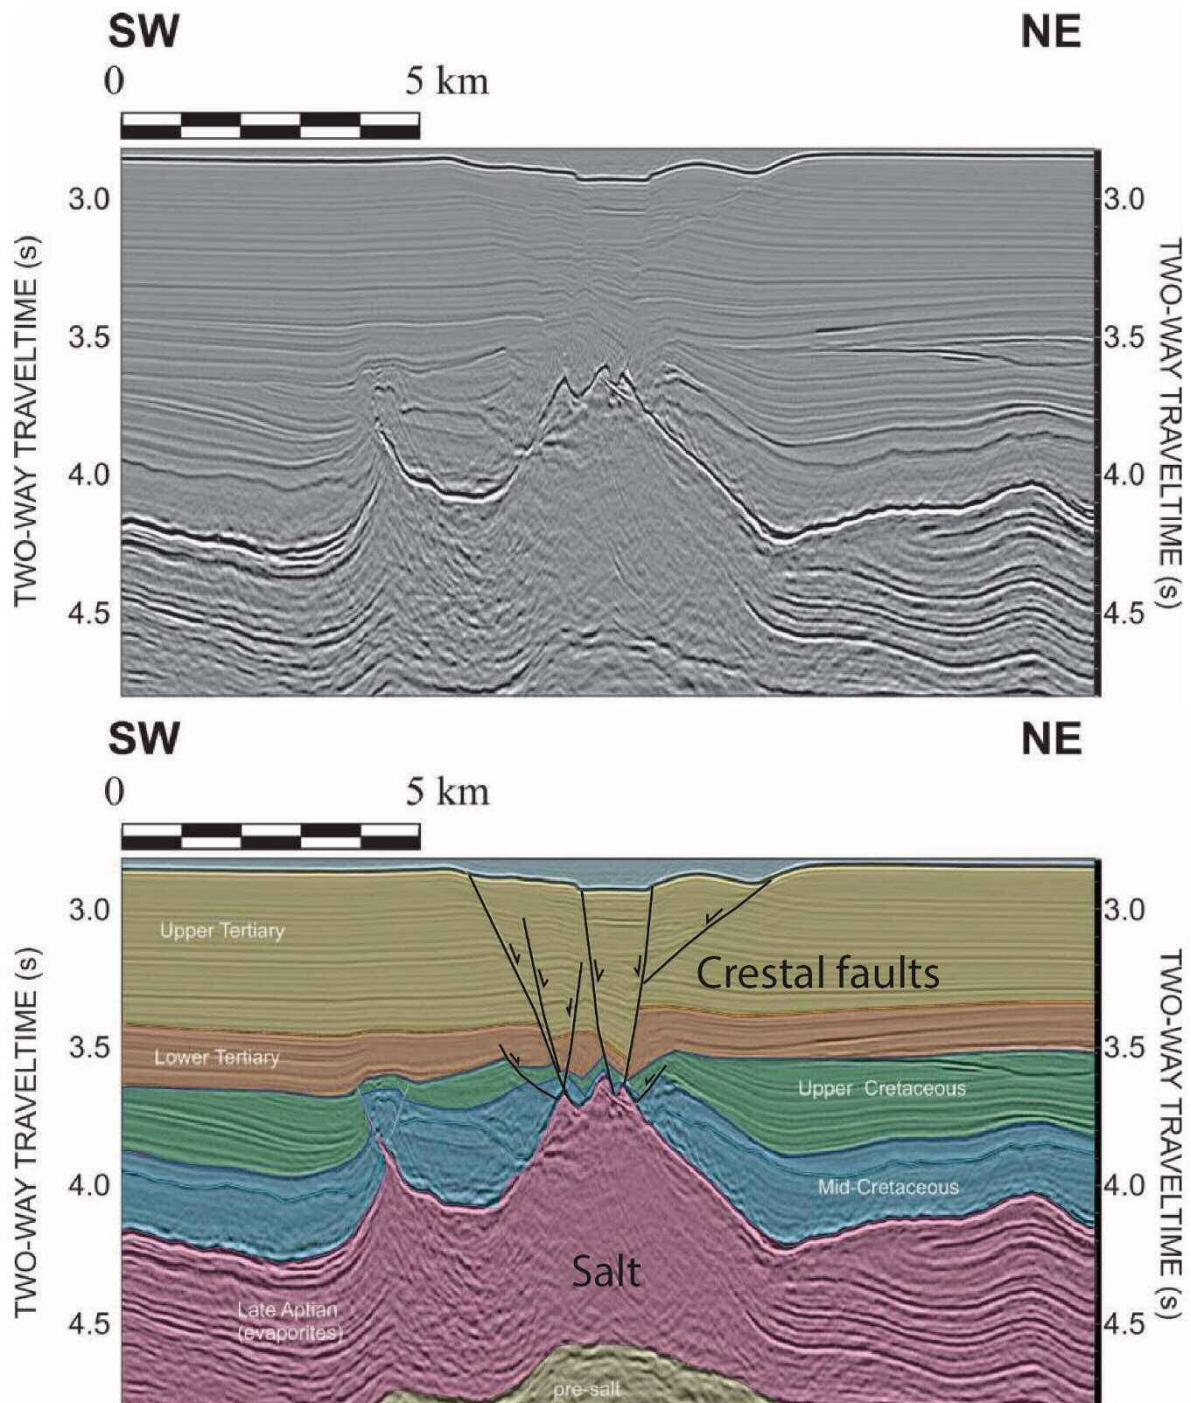 SW NE
0 5 km
3.0 3.0
3.5 3.5
4.0 4.0
4.5 4.5
TWO-WAY TRAVELTIME (s)
TWO-WAY TRAVELTIME (s)
SW NE
0 5 km
3.0 3.0
Upper Tertiary
Crestal faults
3.5 3.5
Lower Tertiary
Upper Cretaceous
4.0 4.0
Mid-Cretaceous
Salt
Late Aptian
(evaporites)
4.5 4.5
pre-salt
TWO-WAY TRAVELTIME (s)
TWO-WAY TRAVELTIME (s)